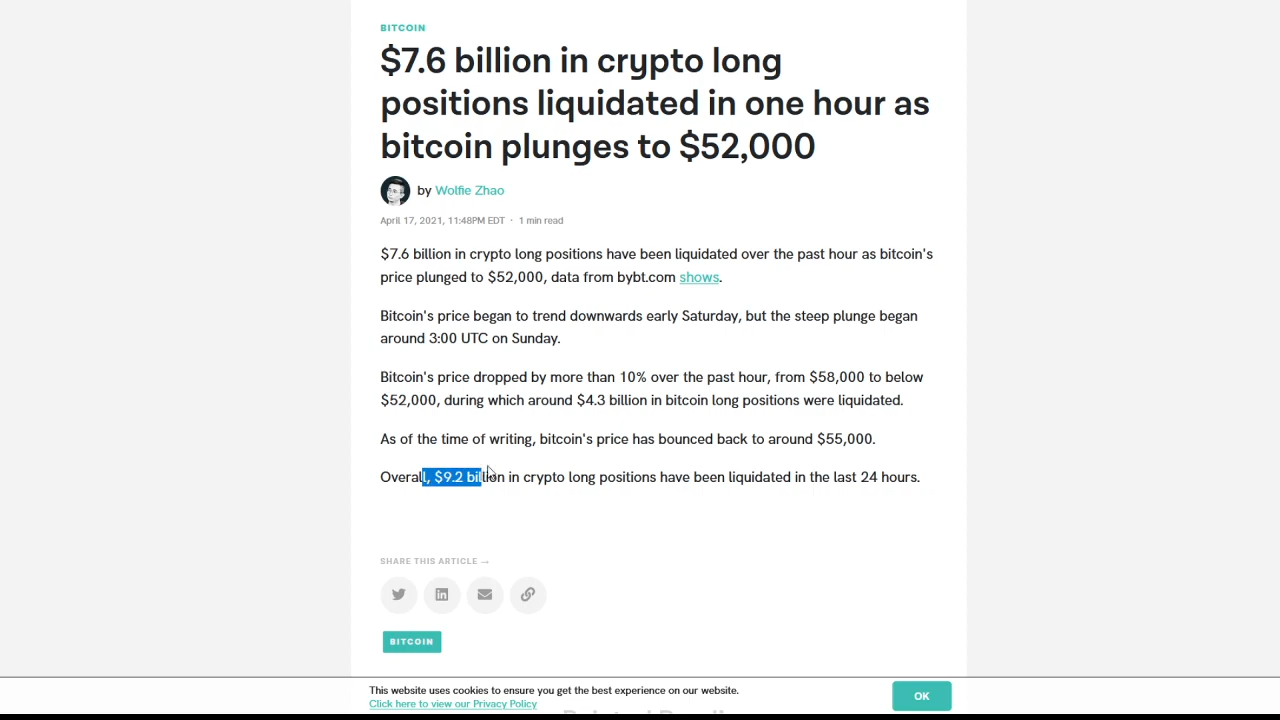 BITCOIN
$7.6 billion in crypto long
positions liquidated in one hour as
bitcoin plunges to $52,000
by Wolfie Zhao
April 17, 2021, 11:48PM EDT · 1 min read
$7.6 billion in crypto long positions have been liquidated over the past hour as bitcoin's
price plunged to $52,000, data from bybt.com shows.
Bitcoin's price began to trend downwards early Saturday, but the steep plunge began
around 3:00 UTC on Sunday.
Bitcoin's price dropped by more than 10% over the past hour, from $58,000 to below
$52,000, during which around $4.3 billion in bitcoin long positions were liquidated.
As of the time of writing, bitcoin's price has bounced back to around $55,000.
Overall, $9.2 billion in crypto long positions have been liquidated in the last 24 hours.
SHARE THIS ARTICLE →
BITCOIN
This website uses cookies to ensure you get the best experience on our website.
Click here to view our Privacy Policy
OK